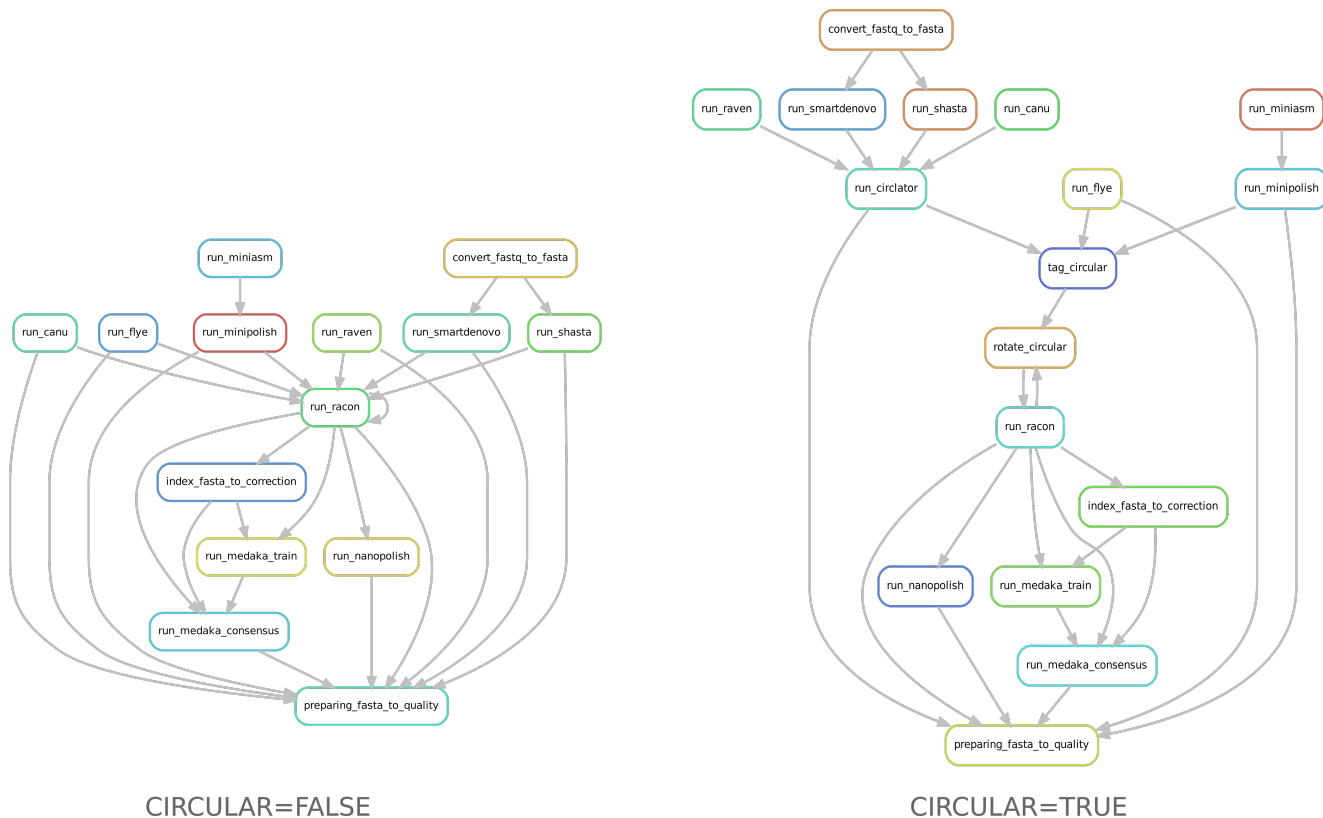 run_miniasm
convert_fastq_to_fasta
run_canu
run_flye
run_minipolish
run_raven
run_smartdenovo
run_shasta
run_racon
index_fasta_to_correction
run_medaka_train
run_nanopolish
run_medaka_consensus
preparing_fasta_to_quality
CIRCULAR=FALSE
convert_fastq_to_fasta
run_raven
run_smartdenovo
run_shasta
run_canu
run_miniasm
run_circlator
run_flye
run_minipolish
tag_circular
rotate_circular
run_racon
index_fasta_to_correction
run_nanopolish
run_medaka_train
run_medaka_consensus
preparing_fasta_to_quality
CIRCULAR=TRUE